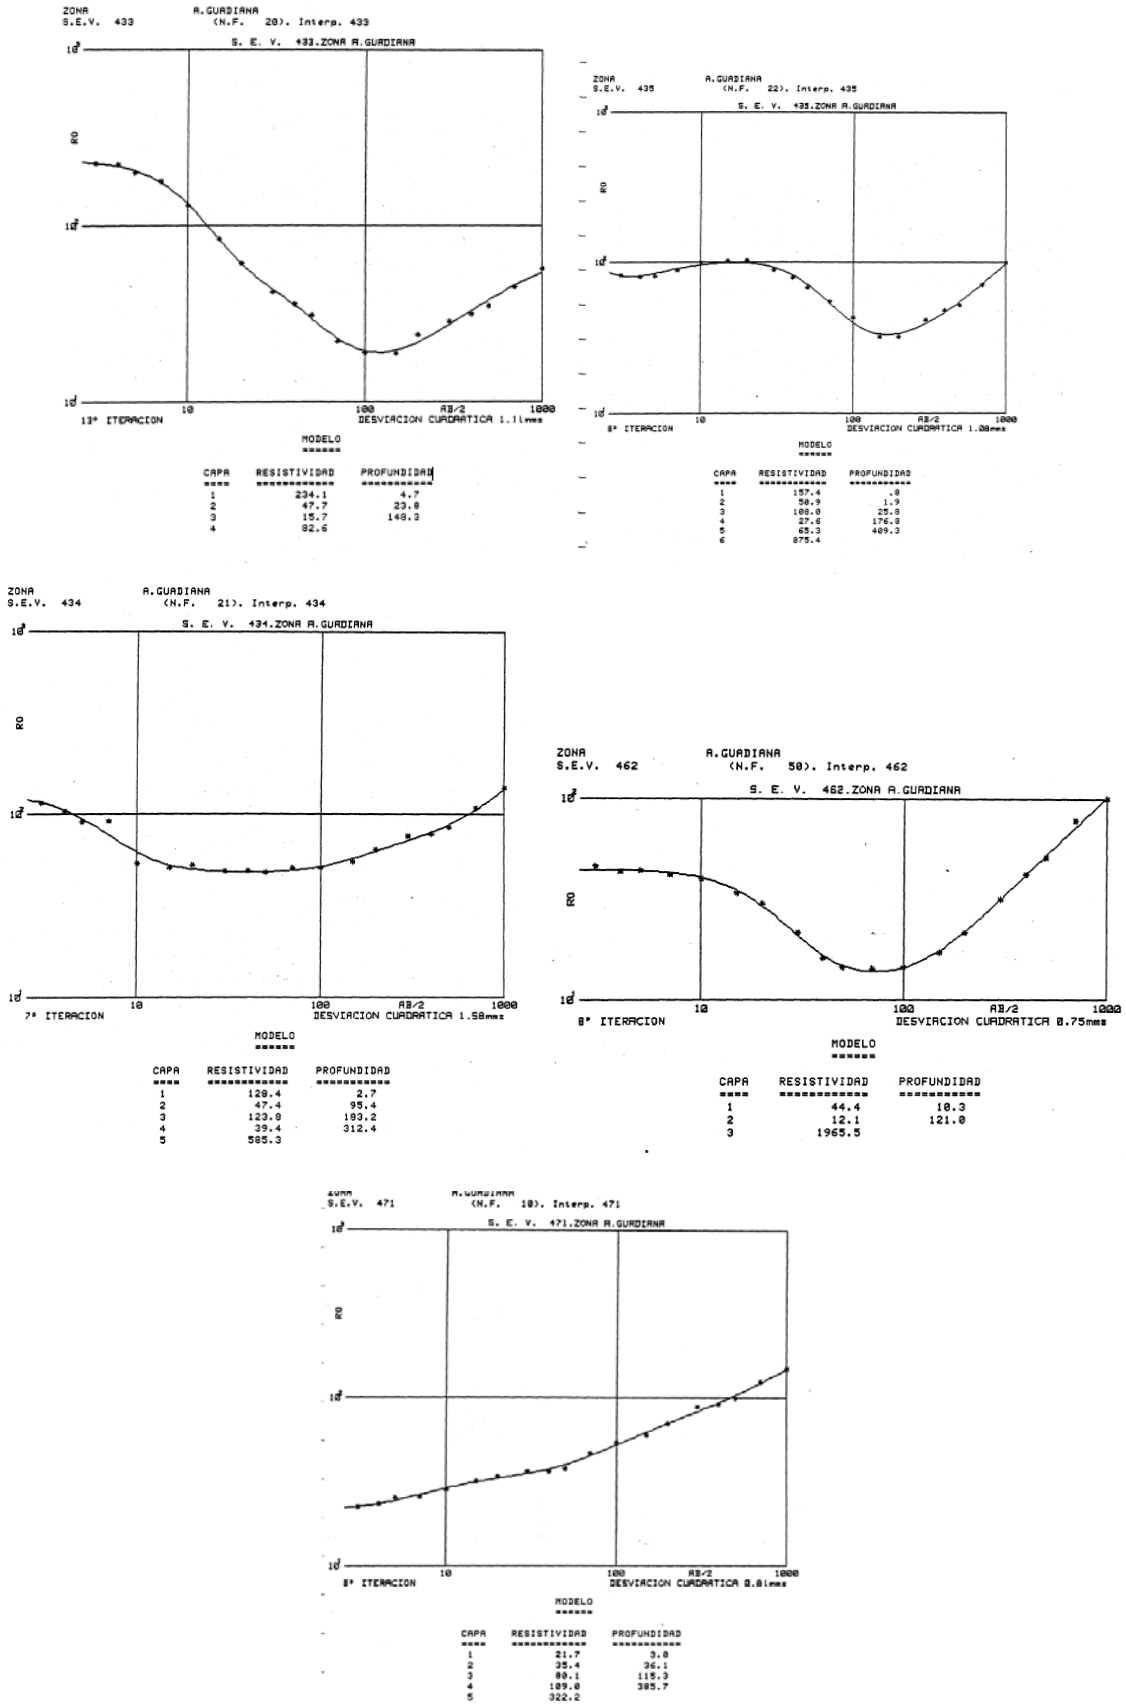 ZONA A.GUADIANA
S.E.V. 433 (N.F. 20). Interp. 433
S. E. V. 433.ZONA A.GUADIANA
RO
10 100 AB/2 1000
13ª ITERACION DESVIACION CUADRATICA 1.11mms
MODELO
CAPA RESISTIVIDAD PROFUNDIDAD
1 234.1 4.7
2 47.7 23.8
3 15.7 148.3
4 82.6
ZONA A.GUADIANA
S.E.V. 435 (N.F. 22). Interp. 435
S. E. V. 435.ZONA A.GUADIANA
RO
10 100 AB/2 1000
8ª ITERACION DESVIACION CUADRATICA 1.08mms
MODELO
CAPA RESISTIVIDAD PROFUNDIDAD
1 157.4 .8
2 50.9 1.9
3 108.0 25.8
4 27.6 176.8
5 65.3 409.3
6 875.4
ZONA A.GUADIANA
S.E.V. 434 (N.F. 21). Interp. 434
S. E. V. 434.ZONA A.GUADIANA
RO
10 100 AB/2 1000
7ª ITERACION DESVIACION CUADRATICA 1.58mms
MODELO
CAPA RESISTIVIDAD PROFUNDIDAD
1 128.4 2.7
2 47.4 95.4
3 123.8 183.2
4 39.4 312.4
5 585.3
ZONA A.GUADIANA
S.E.V. 462 (N.F. 50). Interp. 462
S. E. V. 462.ZONA A.GUADIANA
10²
RO
10¹
10 100 AB/2 1000
8ª ITERACION DESVIACION CUADRATICA 0.75mms
MODELO
CAPA RESISTIVIDAD PROFUNDIDAD
1 44.4 10.3
2 12.1 121.0
3 1965.5
ZONA A.GUADIANA
S.E.V. 471 (N.F. 10). Interp. 471
S. E. V. 471.ZONA A.GUADIANA
RO
10 100 AB/2 1000
8ª ITERACION DESVIACION CUADRATICA 0.81mms
MODELO
CAPA RESISTIVIDAD PROFUNDIDAD
1 21.7 3.0
2 35.4 36.1
3 80.1 115.3
4 109.0 385.7
5 322.2